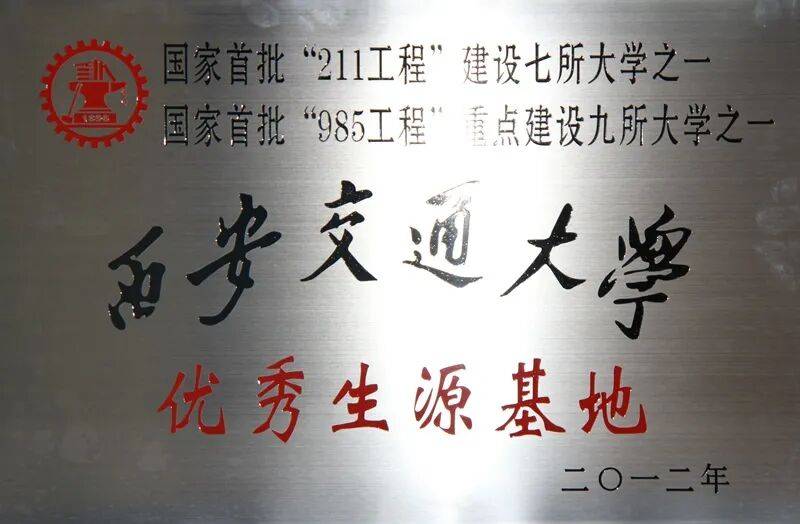 1896
国家首批“211工程”建设七所大学之一
国家首批“985工程”重点建设九所大学之一
西安交通大学
优秀生源基地
二〇一二年